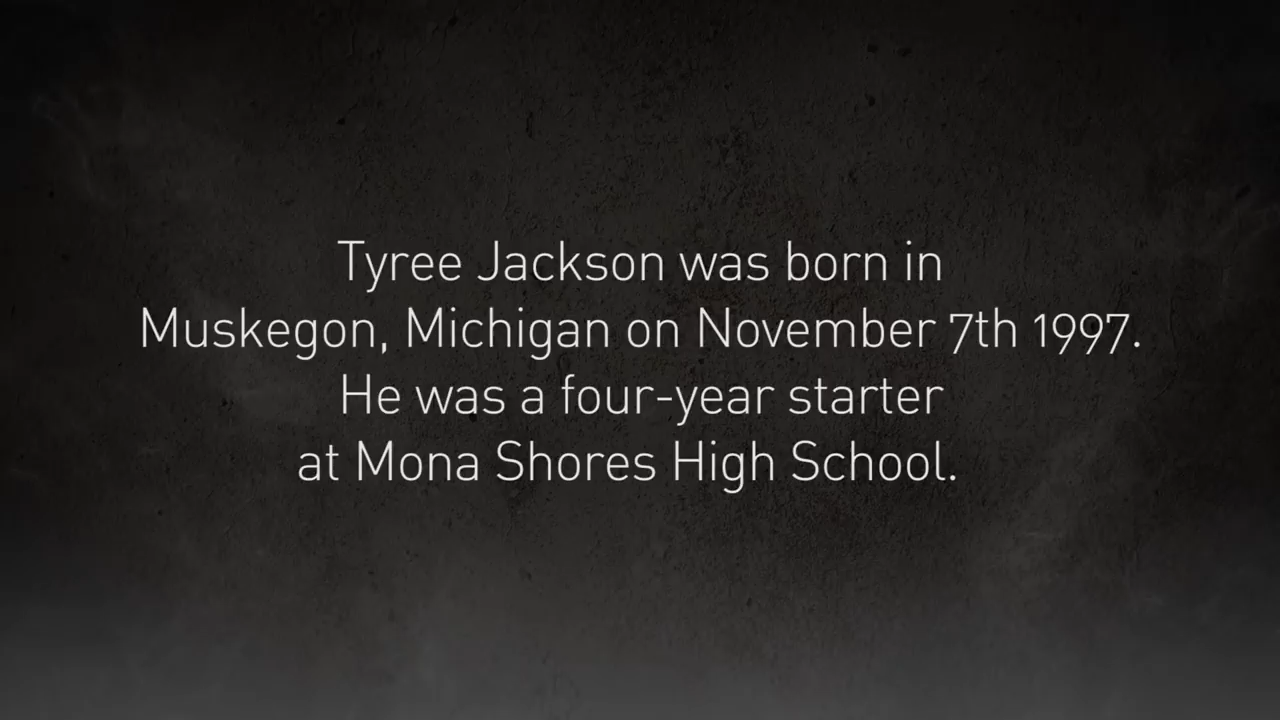 Tyree Jackson was born in
Muskegon, Michigan on November 7th 1997.
He was a four-year starter
at Mona Shores High School.